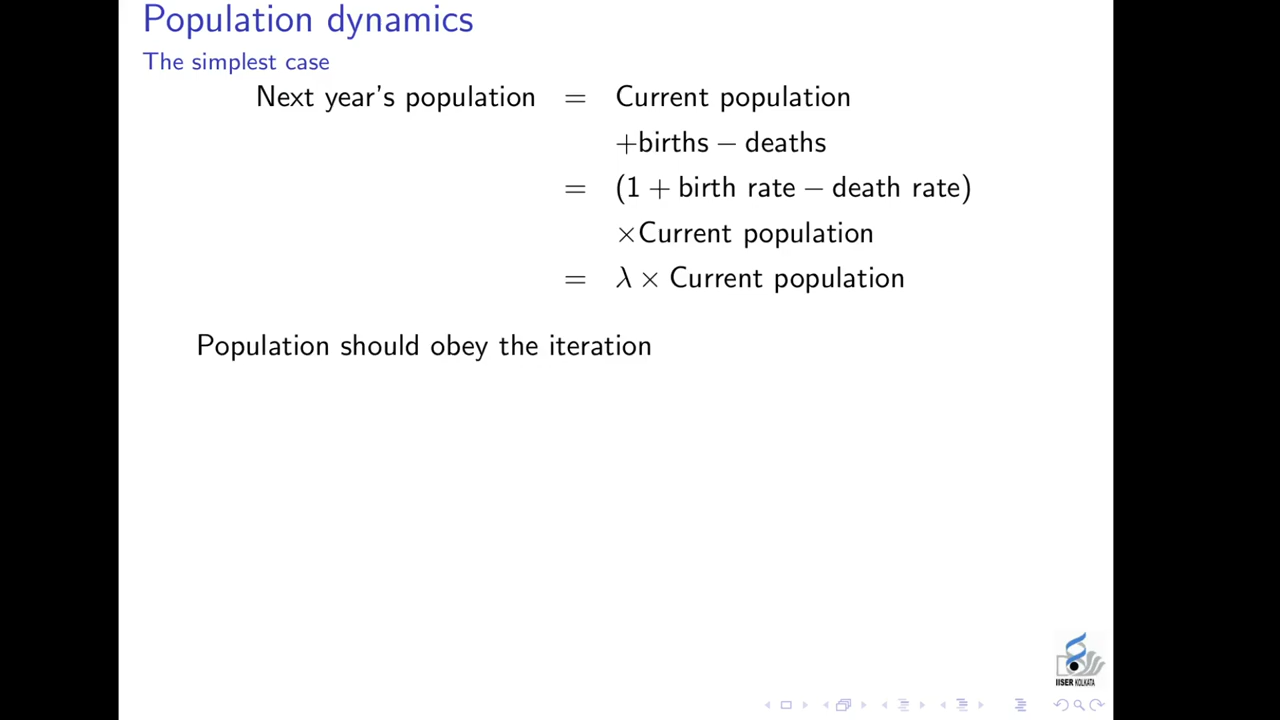 Population dynamics
The simplest case
Next year's population = Current population
+births − deaths
= (1 + birth rate − death rate)
×Current population
= λ × Current population
Population should obey the iteration
IISER KOLKATA